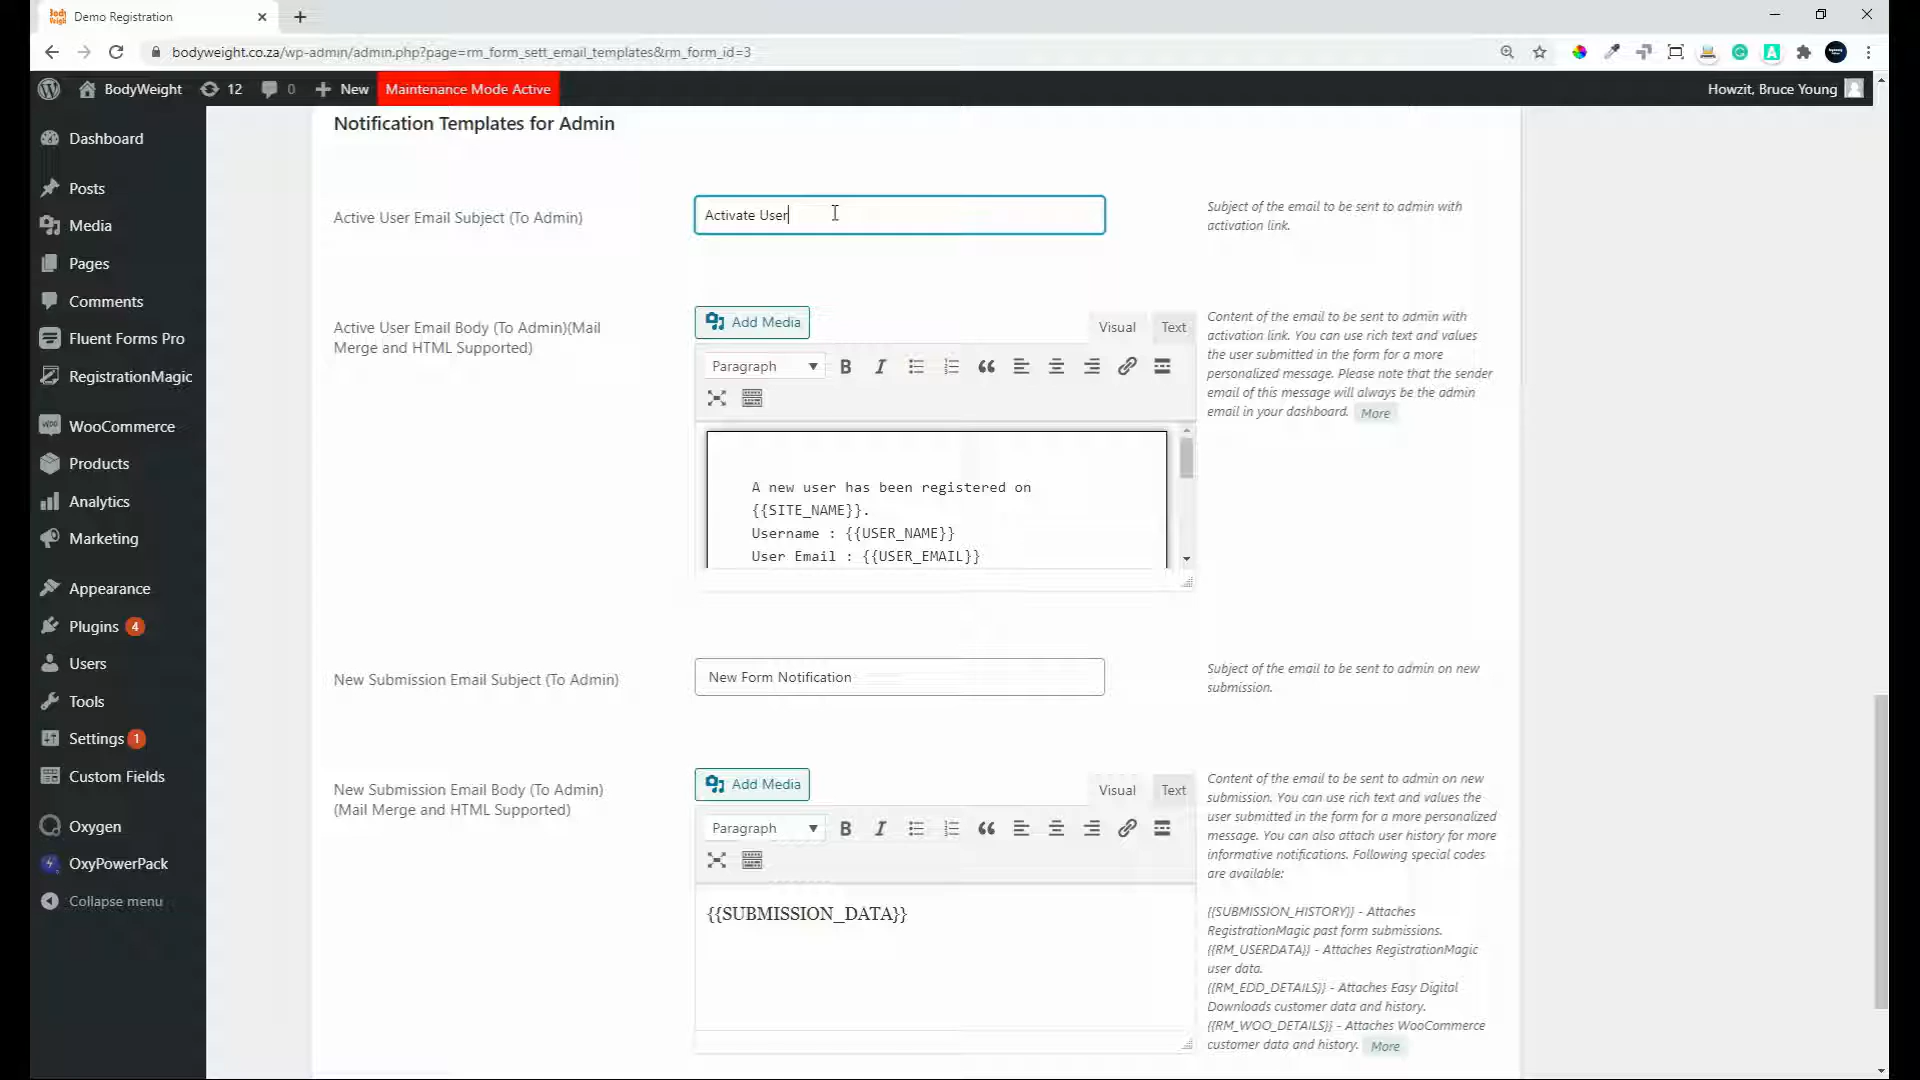 Demo Registration
bodyweight.co.za/wp-admin/admin.php?page=rm_form_sett_email_templates&rm_form_id=3
BodyWeight
12
0
New
Maintenance Mode Active
Howzit, Bruce Young
Dashboard
Posts
Media
Pages
Comments
Fluent Forms Pro
RegistrationMagic
WooCommerce
Products
Analytics
Marketing
Appearance
Plugins 4
Users
Tools
Settings 1
Custom Fields
Oxygen
OxyPowerPack
Collapse menu
Notification Templates for Admin
Active User Email Subject (To Admin)
Activate User
Subject of the email to be sent to admin with
activation link.
Active User Email Body (To Admin)(Mail
Merge and HTML Supported)
Add Media
Visual
Text
Paragraph
A new user has been registered on
{{SITE_NAME}}.
Username : {{USER_NAME}}
User Email : {{USER_EMAIL}}
Content of the email to be sent to admin with
activation link. You can use rich text and values
the user submitted in the form for a more
personalized message. Please note that the sender
email of this message will always be the admin
email in your dashboard. More
New Submission Email Subject (To Admin)
New Form Notification
Subject of the email to be sent to admin on new
submission.
New Submission Email Body (To Admin)
(Mail Merge and HTML Supported)
Add Media
Visual
Text
Paragraph
{{SUBMISSION_DATA}}
Content of the email to be sent to admin on new
submission. You can use rich text and values the
user submitted in the form for a more personalized
message. You can also attach user history for more
informative notifications. Following special codes
are available:
{{SUBMISSION_HISTORY}} - Attaches
RegistrationMagic past form submissions.
{{RM_USERDATA}} - Attaches RegistrationMagic
user data.
{{RM_EDD_DETAILS}} - Attaches Easy Digital
Downloads customer data and history.
{{RM_WOO_DETAILS}} - Attaches WooCommerce
customer data and history. More